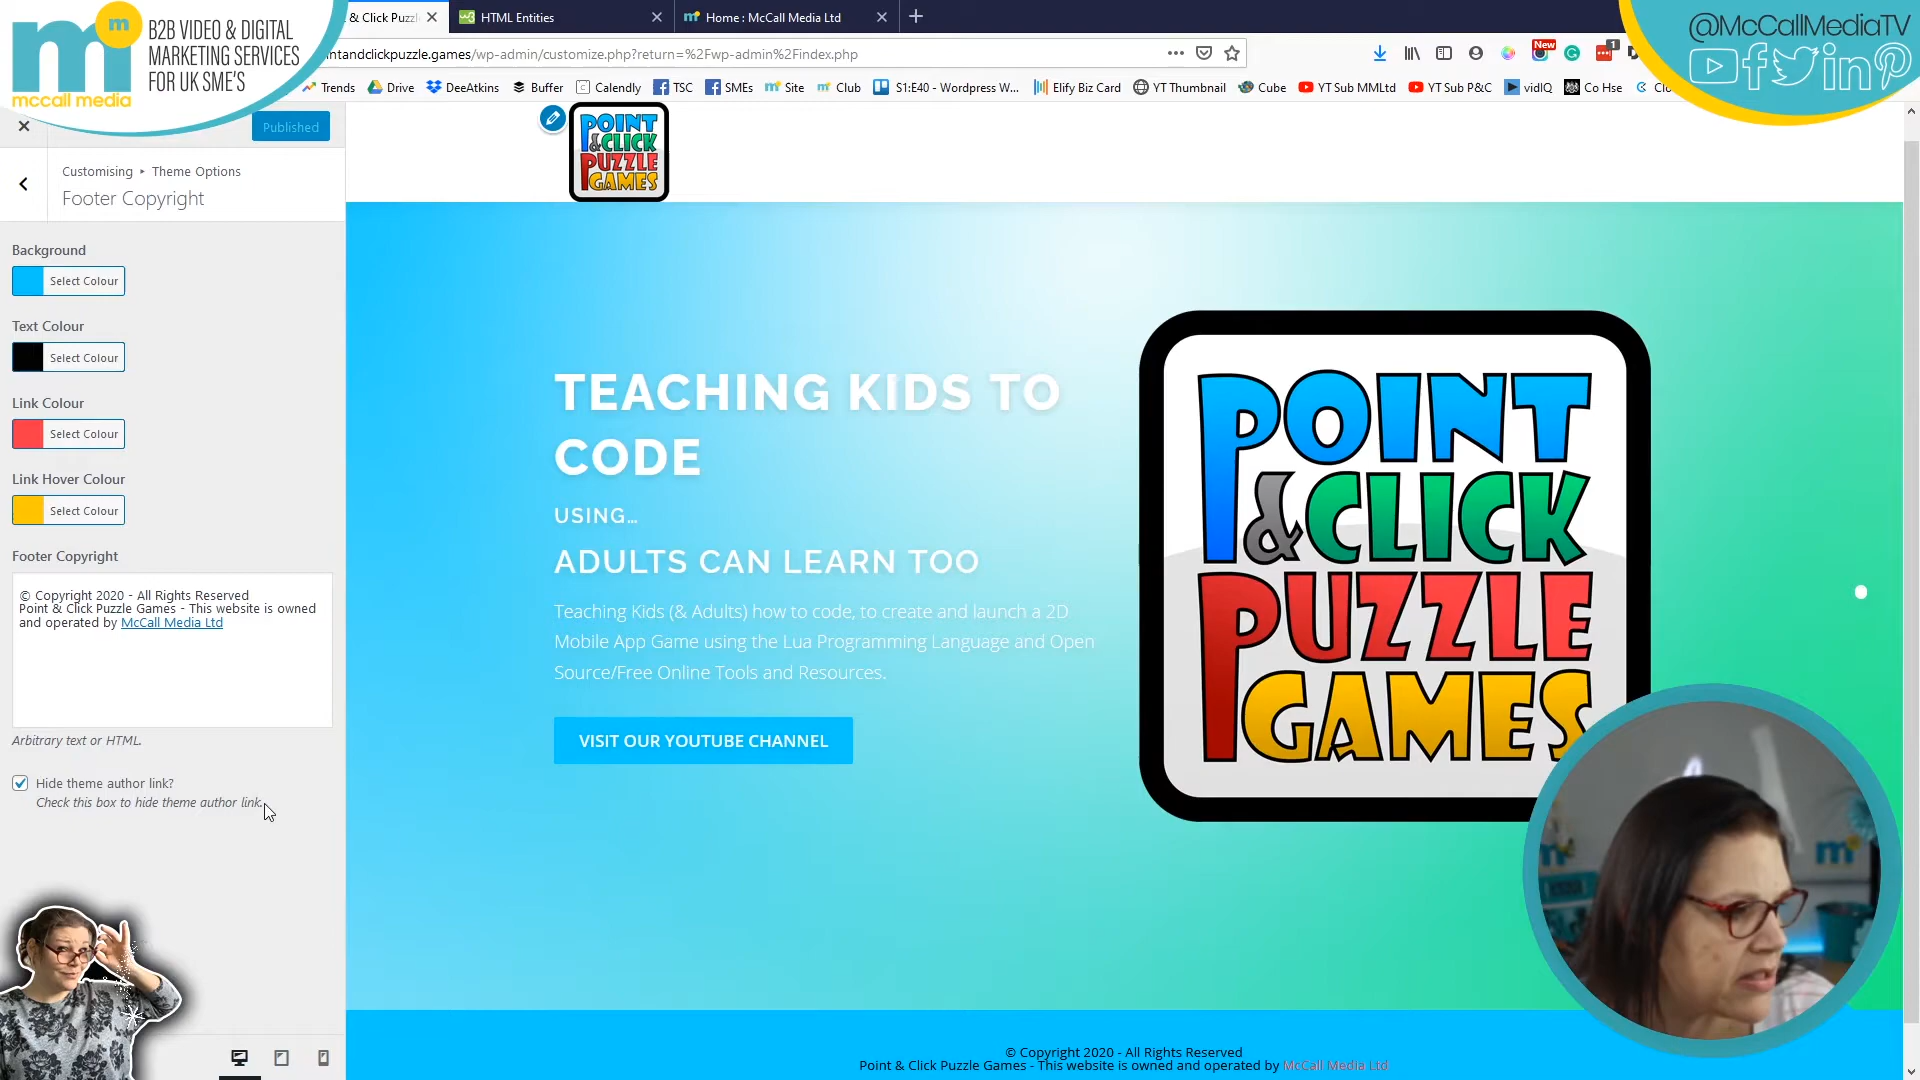 m
m
mccall media
B2B VIDEO & DIGITAL
MARKETING SERVICES
FOR UK SME'S
& Click Puzzl
HTML Entities
Home : McCall Media Ltd
@McCallMediaTV
intandclickpuzzle.games/wp-admin/customize.php?return=%2Fwp-admin%2Findex.php
New
1
Trends
Drive
DeeAtkins
Buffer
Calendly
TSC
SMEs
Site
Club
S1:E40 - Wordpress W...
Elify Biz Card
YT Thumbnail
Cube
YT Sub MMLtd
YT Sub P&C
vidIQ
Co Hse
Published
Customising ▸ Theme Options
Footer Copyright
Background
Select Colour
Text Colour
Select Colour
Link Colour
Select Colour
Link Hover Colour
Select Colour
Footer Copyright
© Copyright 2020 - All Rights Reserved
Point & Click Puzzle Games - This website is owned
and operated by McCall Media Ltd
Arbitrary text or HTML.
Hide theme author link?
Check this box to hide theme author link.
POINT
&CLICK
PUZZLE
GAMES
TEACHING KIDS TO
CODE
USING...
ADULTS CAN LEARN TOO
Teaching Kids (& Adults) how to code, to create and launch a 2D
Mobile App Game using the Lua Programming Language and Open
Source/Free Online Tools and Resources.
VISIT OUR YOUTUBE CHANNEL
POINT
&CLICK
PUZZLE
GAMES
© Copyright 2020 - All Rights Reserved
Point & Click Puzzle Games - This website is owned and operated by McCall Media Ltd